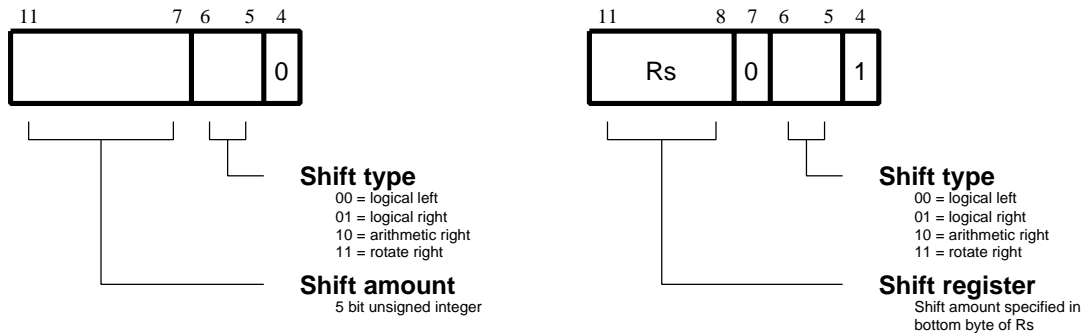 11 7 6 5 4
0
Shift type
00 = logical left
01 = logical right
10 = arithmetic right
11 = rotate right
Shift amount
5 bit unsigned integer
11 8 7 6 5 4
Rs 0 1
Shift type
00 = logical left
01 = logical right
10 = arithmetic right
11 = rotate right
Shift register
Shift amount specified in
bottom byte of Rs